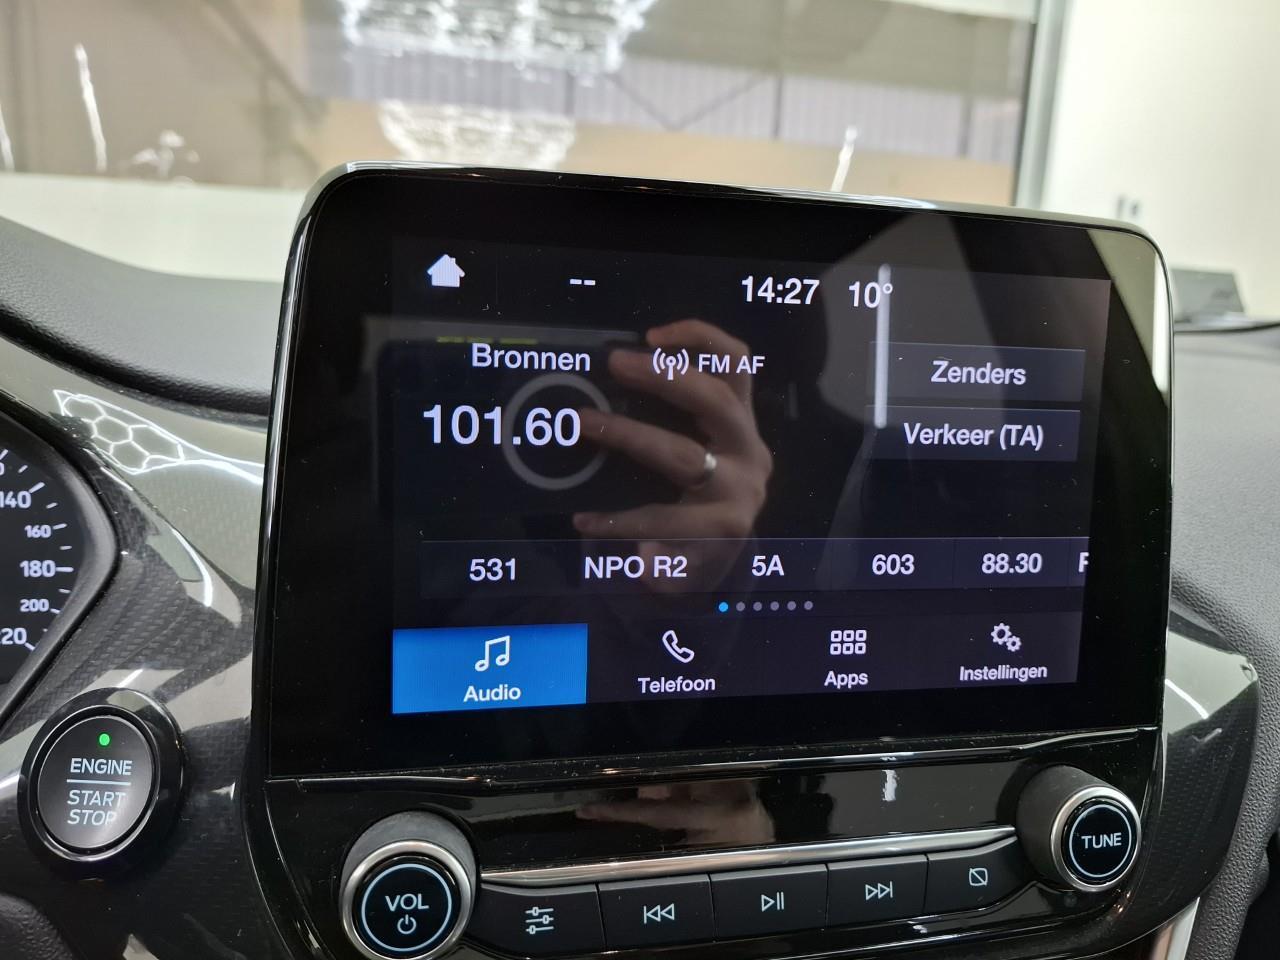 --
14:27 10°
Bronnen
FM AF
Zenders
101.60
Verkeer (TA)
531 NPO R2 5A 603 88.30
Audio
Telefoon
Apps
Instellingen
140
160
180
200
ENGINE
START
STOP
VOL
TUNE